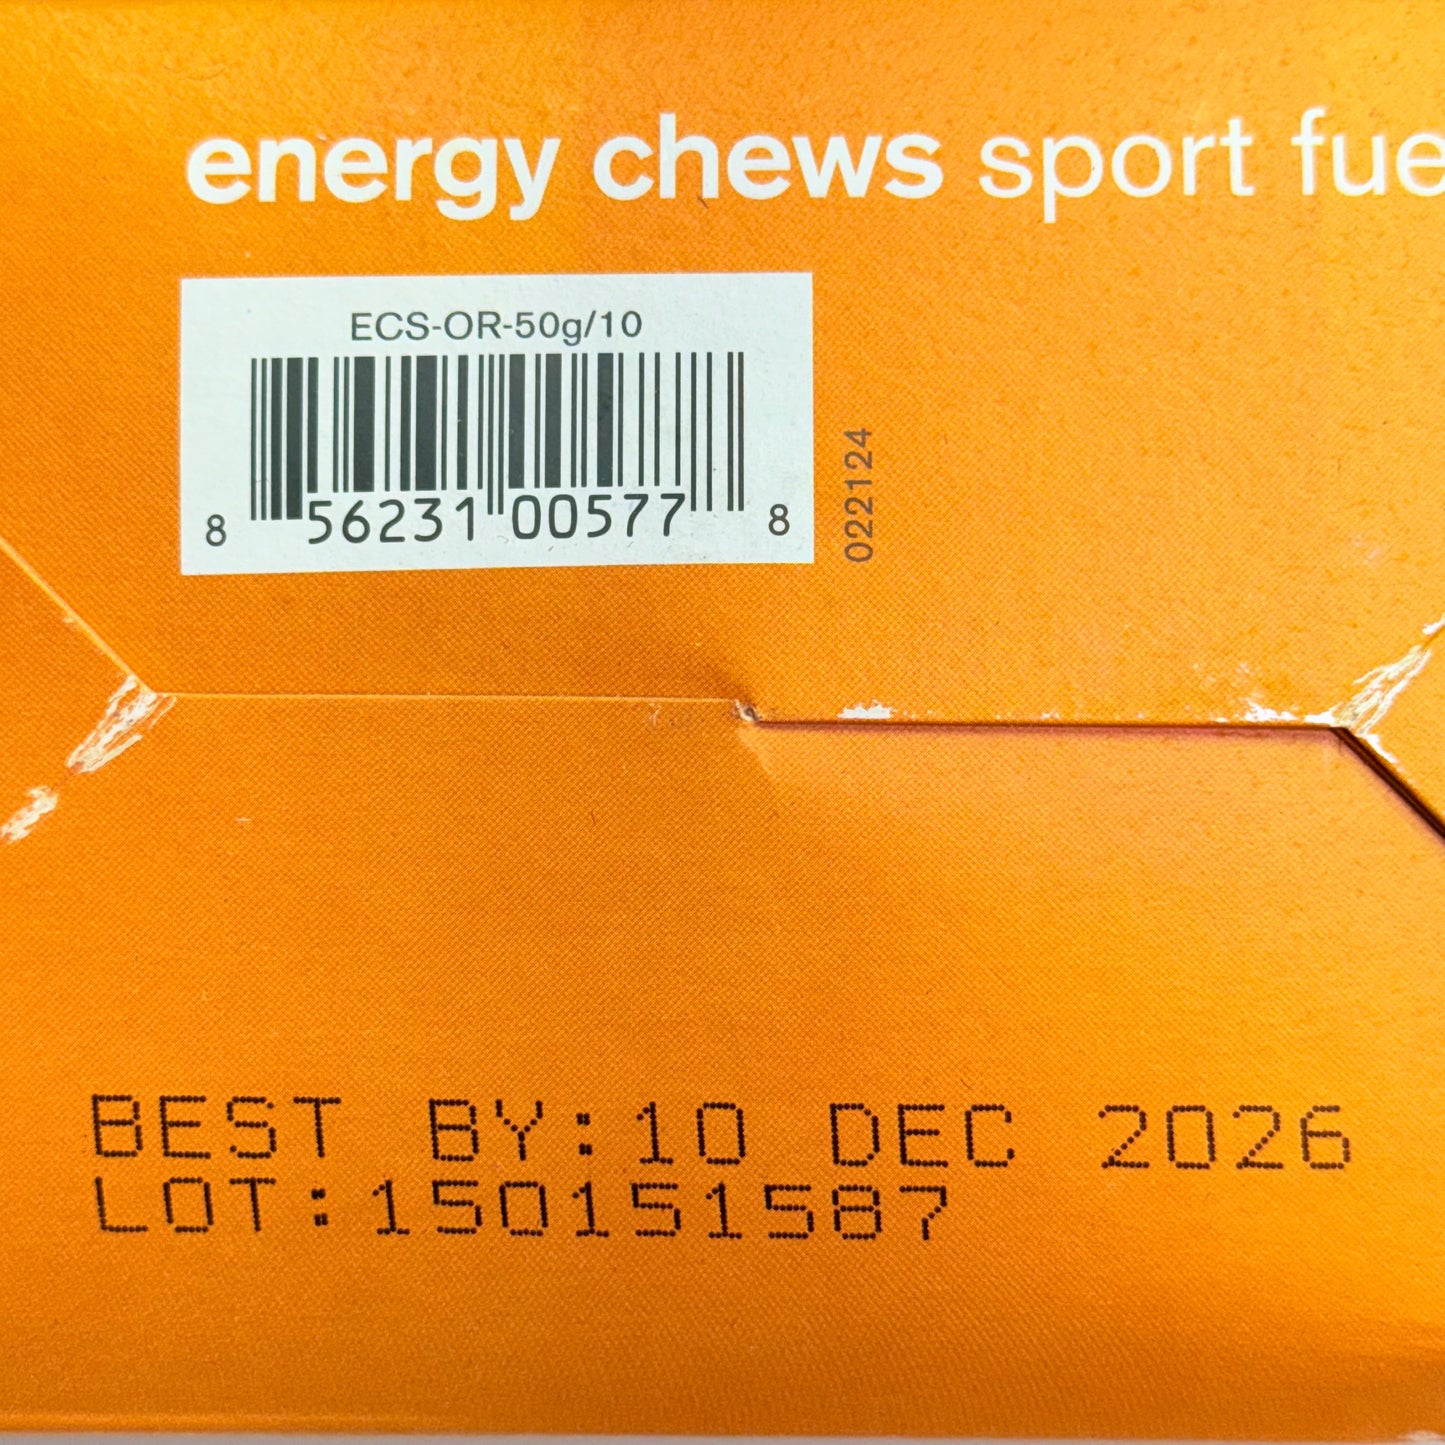 energy chews sport fue
ECS-OR-50g/10
8 56231 00577 8
022124
BEST BY:10 DEC 2026
LOT:150151587